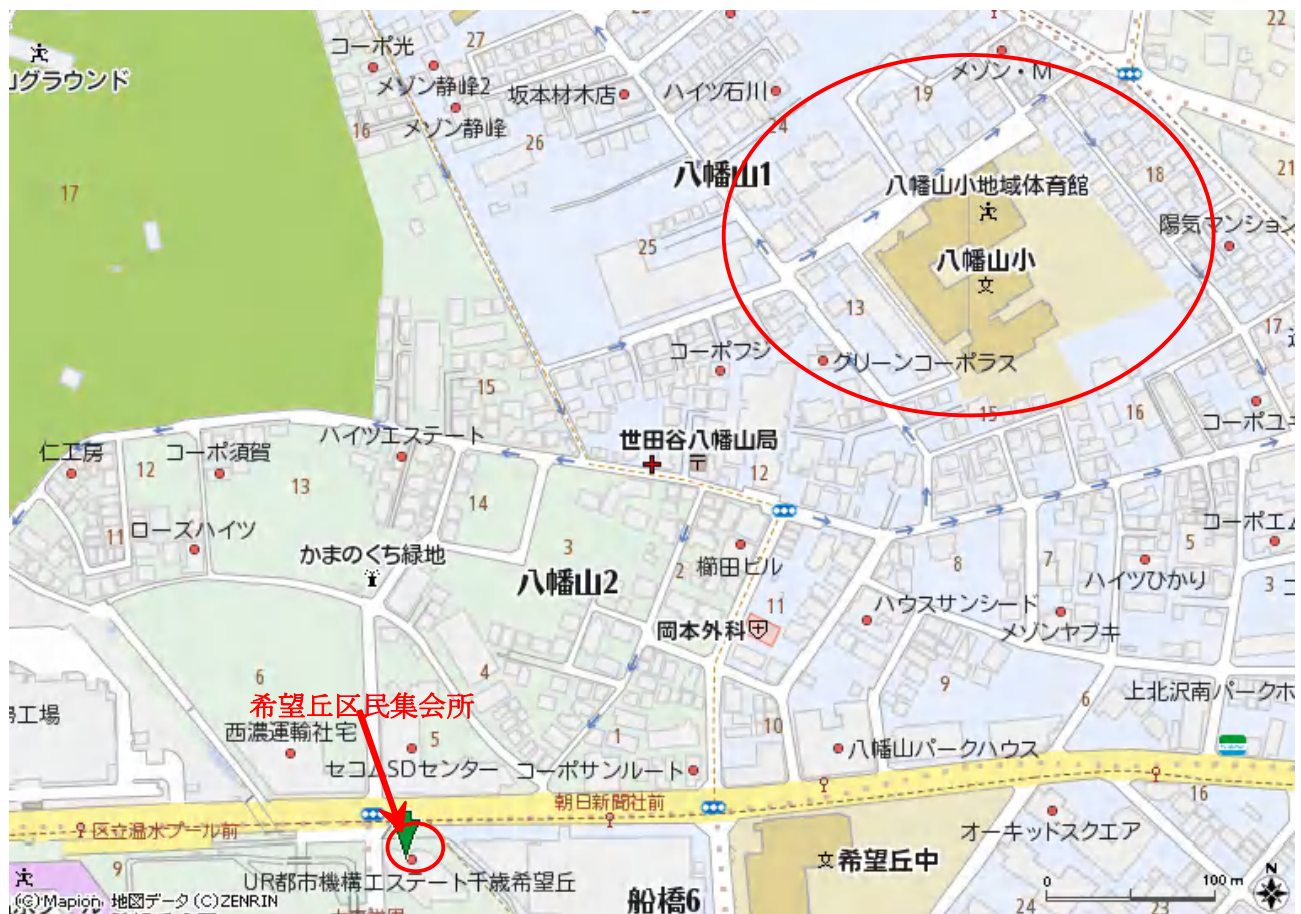 22
コーポ光
27
山グラウンド
メゾン静峰2
坂本材木店
ハイツ石川
メゾン・M
19
16
メゾン静峰
26
24
17
八幡山1
八幡山小地域体育館
18
21
陽気マンション
25
八幡山小
文
13
17
コーポフジ
グリーンコーポラス
15
15
16
仁工房
コーポ須賀
ハイツエステート
世田谷八幡山局
〒
12
12
13
14
ローズハイツ
11
かまのくち緑地
3
八幡山2
2
櫛田ビル
8
7
5
ハイツひかり
3
11
ハウスサンシード
メゾンヤブキ
岡本外科
4
6
9
6
上北沢南パークホ
希望丘区民集会所
西濃運輸社宅
5
1
10
セコムSDセンター
コーポサンルート
八幡山パークハウス
朝日新聞社前
16
区立温水プール前
オーキッドスクエア
9
文
希望丘中
UR都市機構エステート千歳希望丘
船橋6
24
23
0
100 m
N
(C)Mapion, 地図データ(C)ZENRIN